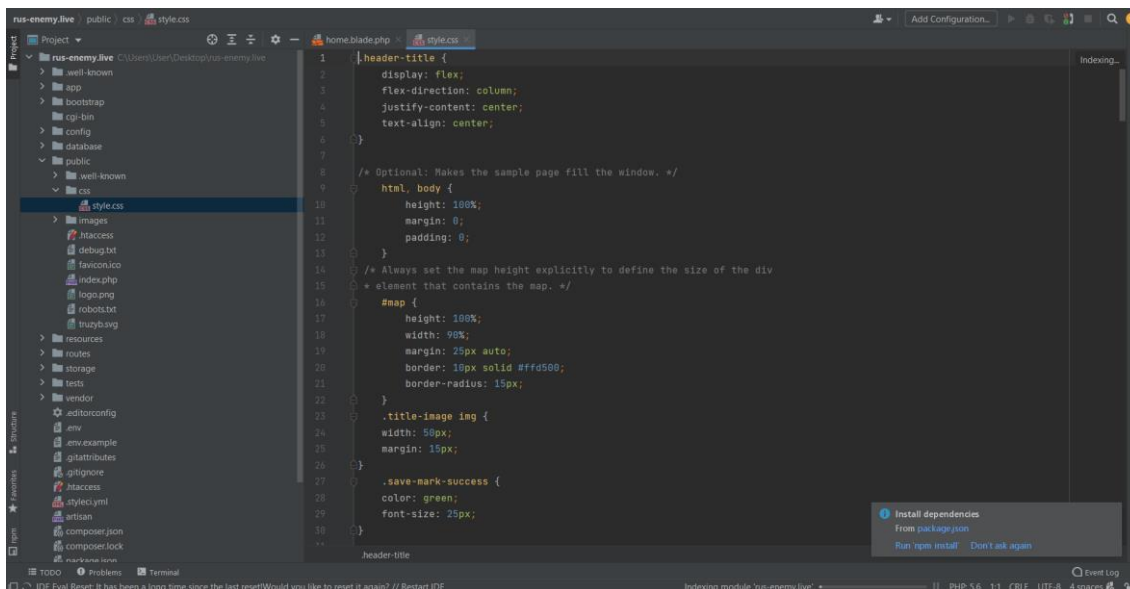 rus-enemy.live
public
css
style.css
Add Configuration...
Project
Project
home.blade.php
style.css
Indexing...
rus-enemy.live C:\Users\User\Desktop\rus-enemy.live
.well-known
app
bootstrap
cgi-bin
config
database
public
.well-known
css
style.css
images
.htaccess
debug.txt
favicon.ico
index.php
logo.png
robots.txt
truzyb.svg
resources
routes
storage
tests
vendor
.editorconfig
.env
.env.example
.gitattributes
.gitignore
.htaccess
.styleci.yml
artisan
composer.json
composer.lock
package.json
Structure
Favorites
npm
1 .header-title {
2 display: flex;
3 flex-direction: column;
4 justify-content: center;
5 text-align: center;
6 }
7
8 /* Optional: Makes the sample page fill the window. */
9 html, body {
10 height: 100%;
11 margin: 0;
12 padding: 0;
13 }
14 /* Always set the map height explicitly to define the size of the div
15 * element that contains the map. */
16 #map {
17 height: 100%;
18 width: 90%;
19 margin: 25px auto;
20 border: 10px solid #ffd500;
21 border-radius: 15px;
22 }
23 .title-image img {
24 width: 50px;
25 margin: 15px;
26 }
27 .save-mark-success {
28 color: green;
29 font-size: 25px;
30 }
.header-title
Install dependencies
From package.json
Run 'npm install' Don't ask again
TODO Problems Terminal
Event Log
IDE Eval Reset: It has been a long time since the last reset!Would you like to reset it again? // Restart IDE
Indexing module 'rus-enemy.live'
PHP: 5.6 1:1 CRLF UTF-8 4 spaces